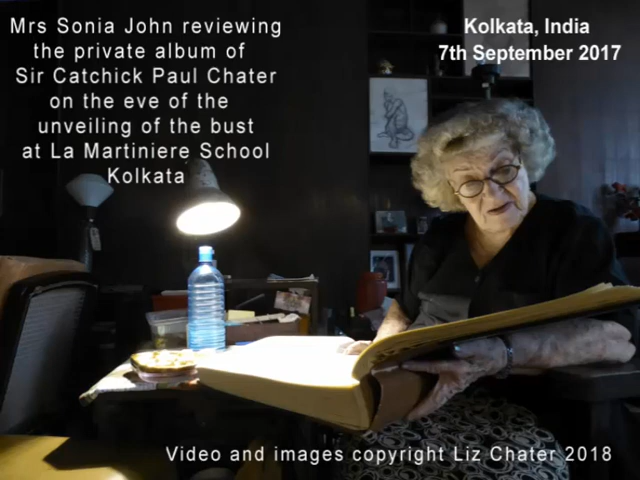 Mrs Sonia John reviewing
the private album of
Sir Catchick Paul Chater
on the eve of the
unveiling of the bust
at La Martiniere School
Kolkata
Kolkata, India
7th September 2017
Video and images copyright Liz Chater 2018